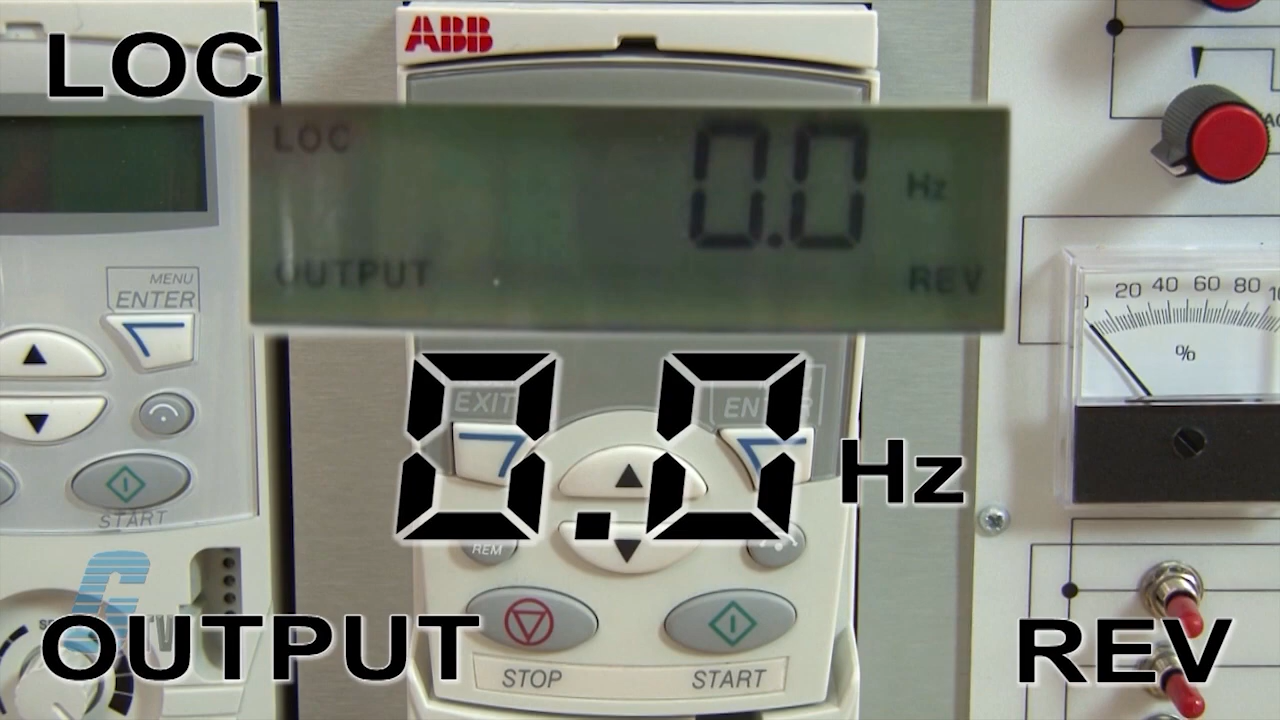 LOC
ABB
LOC
0.0
Hz
OUTPUT
REV
MENU
ENTER
20 40 60 80
%
EXIT
0.0 Hz
REM
START
OUTPUT
REV
STOP
START